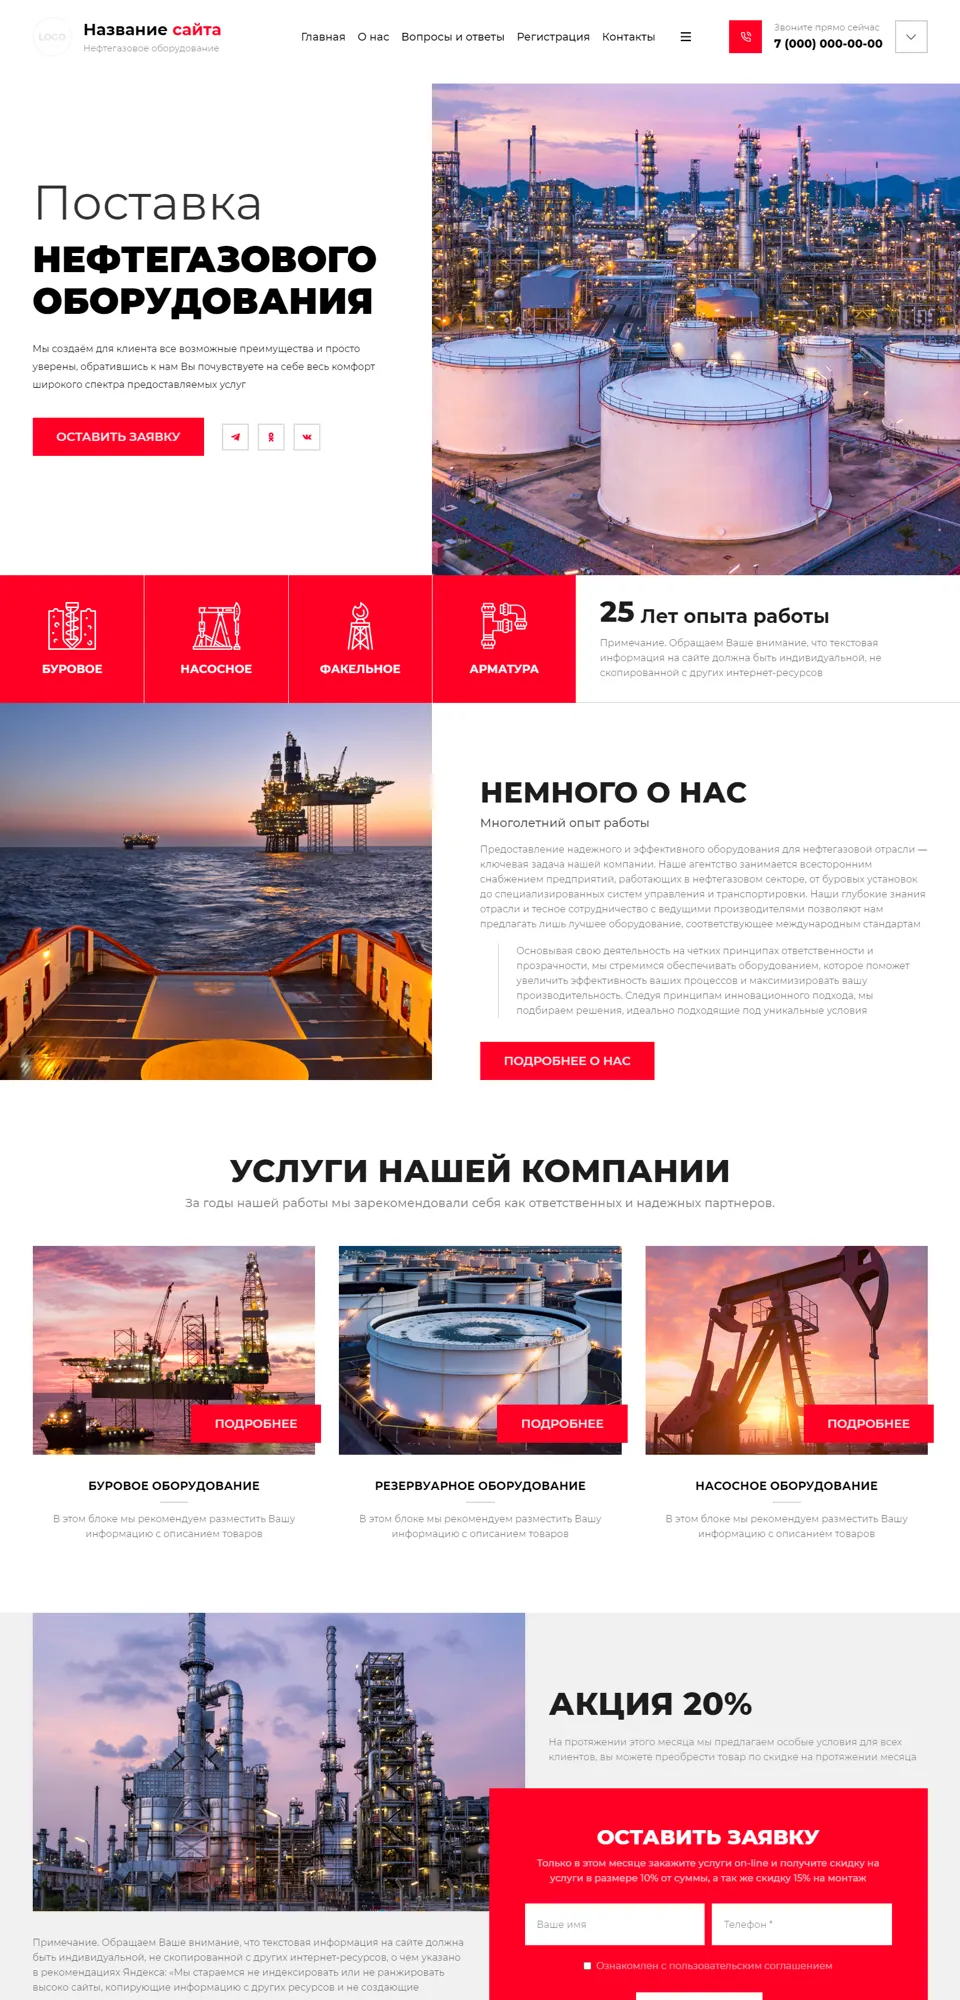 LOGO
Название сайта
Нефтегазовое оборудование
Главная О нас Вопросы и ответы Регистрация Контакты
Звоните прямо сейчас
7 (000) 000-00-00
Поставка
НЕФТЕГАЗОВОГО
ОБОРУДОВАНИЯ
Мы создаём для клиента все возможные преимущества и просто
уверены, обратившись к нам Вы почувствуете на себе весь комфорт
широкого спектра предоставляемых услуг
ОСТАВИТЬ ЗАЯВКУ
БУРОВОЕ
НАСОСНОЕ
ФАКЕЛЬНОЕ
АРМАТУРА
25 Лет опыта работы
Примечание. Обращаем Ваше внимание, что текстовая
информация на сайте должна быть индивидуальной, не
скопированной с других интернет-ресурсов
НЕМНОГО О НАС
Многолетний опыт работы
Предоставление надежного и эффективного оборудования для нефтегазовой отрасли —
ключевая задача нашей компании. Наше агентство занимается всесторонним
снабжением предприятий, работающих в нефтегазовом секторе, от буровых установок
до специализированных систем управления и транспортировки. Наши глубокие знания
отрасли и тесное сотрудничество с ведущими производителями позволяют нам
предлагать лишь лучшее оборудование, соответствующее международным стандартам
Основывая свою деятельность на четких принципах ответственности и
прозрачности, мы стремимся обеспечивать оборудованием, которое поможет
увеличить эффективность ваших процессов и максимизировать вашу
производительность. Следуя принципам инновационного подхода, мы
подбираем решения, идеально подходящие под уникальные условия
ПОДРОБНЕЕ О НАС
УСЛУГИ НАШЕЙ КОМПАНИИ
За годы нашей работы мы зарекомендовали себя как ответственных и надежных партнеров.
ПОДРОБНЕЕ
ПОДРОБНЕЕ
ПОДРОБНЕЕ
БУРОВОЕ ОБОРУДОВАНИЕ
В этом блоке мы рекомендуем разместить Вашу
информацию с описанием товаров
РЕЗЕРВУАРНОЕ ОБОРУДОВАНИЕ
В этом блоке мы рекомендуем разместить Вашу
информацию с описанием товаров
НАСОСНОЕ ОБОРУДОВАНИЕ
В этом блоке мы рекомендуем разместить Вашу
информацию с описанием товаров
АКЦИЯ 20%
На протяжении этого месяца мы предлагаем особые условия для всех
клиентов, вы можете преобрести товар по скидке на протяжении месяца
ОСТАВИТЬ ЗАЯВКУ
Только в этом месяце закажите услуги on-line и получите скидку на
услуги в размере 10% от суммы, а так же скидку 15% на монтаж
Ваше имя
Телефон *
Ознакомлен с пользовательским соглашением
Примечание. Обращаем Ваше внимание, что текстовая информация на сайте должна
быть индивидуальной, не скопированной с других интернет-ресурсов, о чем указано
в рекомендациях Яндекса: «Мы стараемся не индексировать или не ранжировать
высоко сайты, копирующие информацию с других ресурсов и не создающие